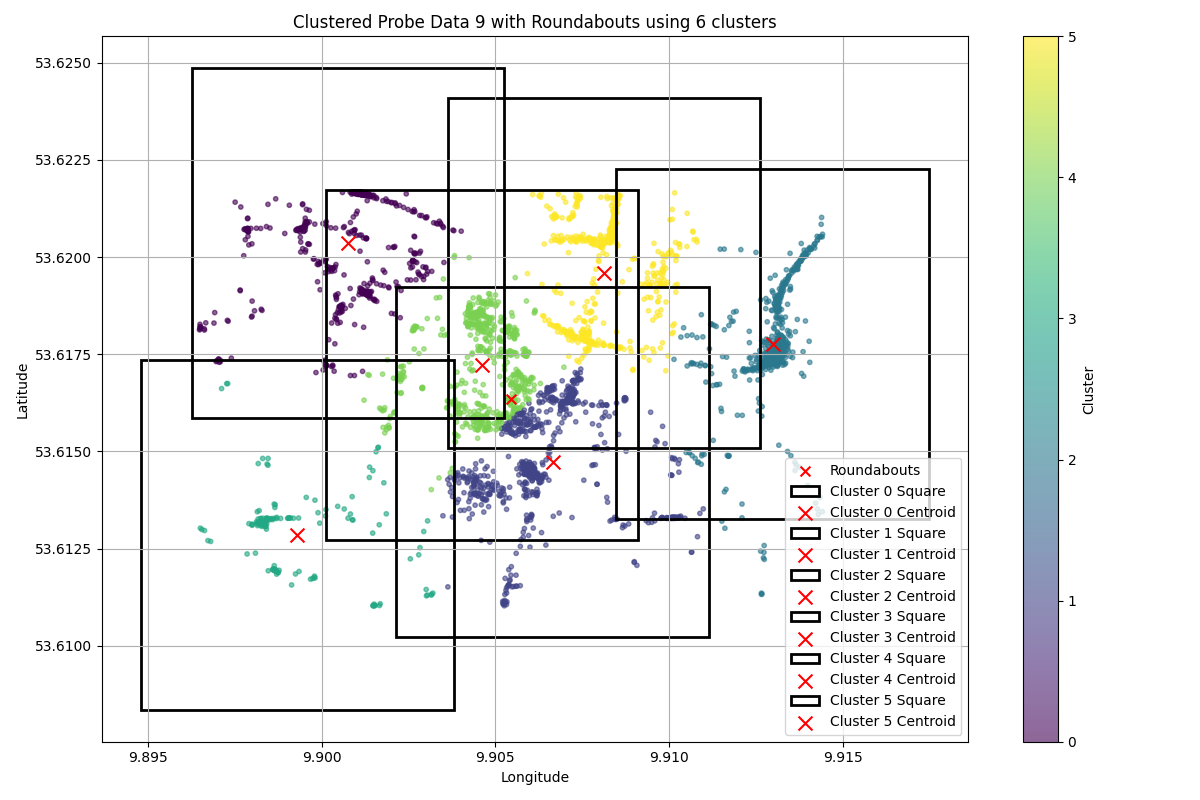 Clustered Probe Data 9 with Roundabouts using 6 clusters
53.6250
53.6225
53.6200
53.6175
53.6150
53.6125
53.6100
Latitude
9.895
9.900
9.905
9.910
9.915
Longitude
Roundabouts
Cluster 0 Square
Cluster 0 Centroid
Cluster 1 Square
Cluster 1 Centroid
Cluster 2 Square
Cluster 2 Centroid
Cluster 3 Square
Cluster 3 Centroid
Cluster 4 Square
Cluster 4 Centroid
Cluster 5 Square
Cluster 5 Centroid
5
4
3
2
1
0
Cluster